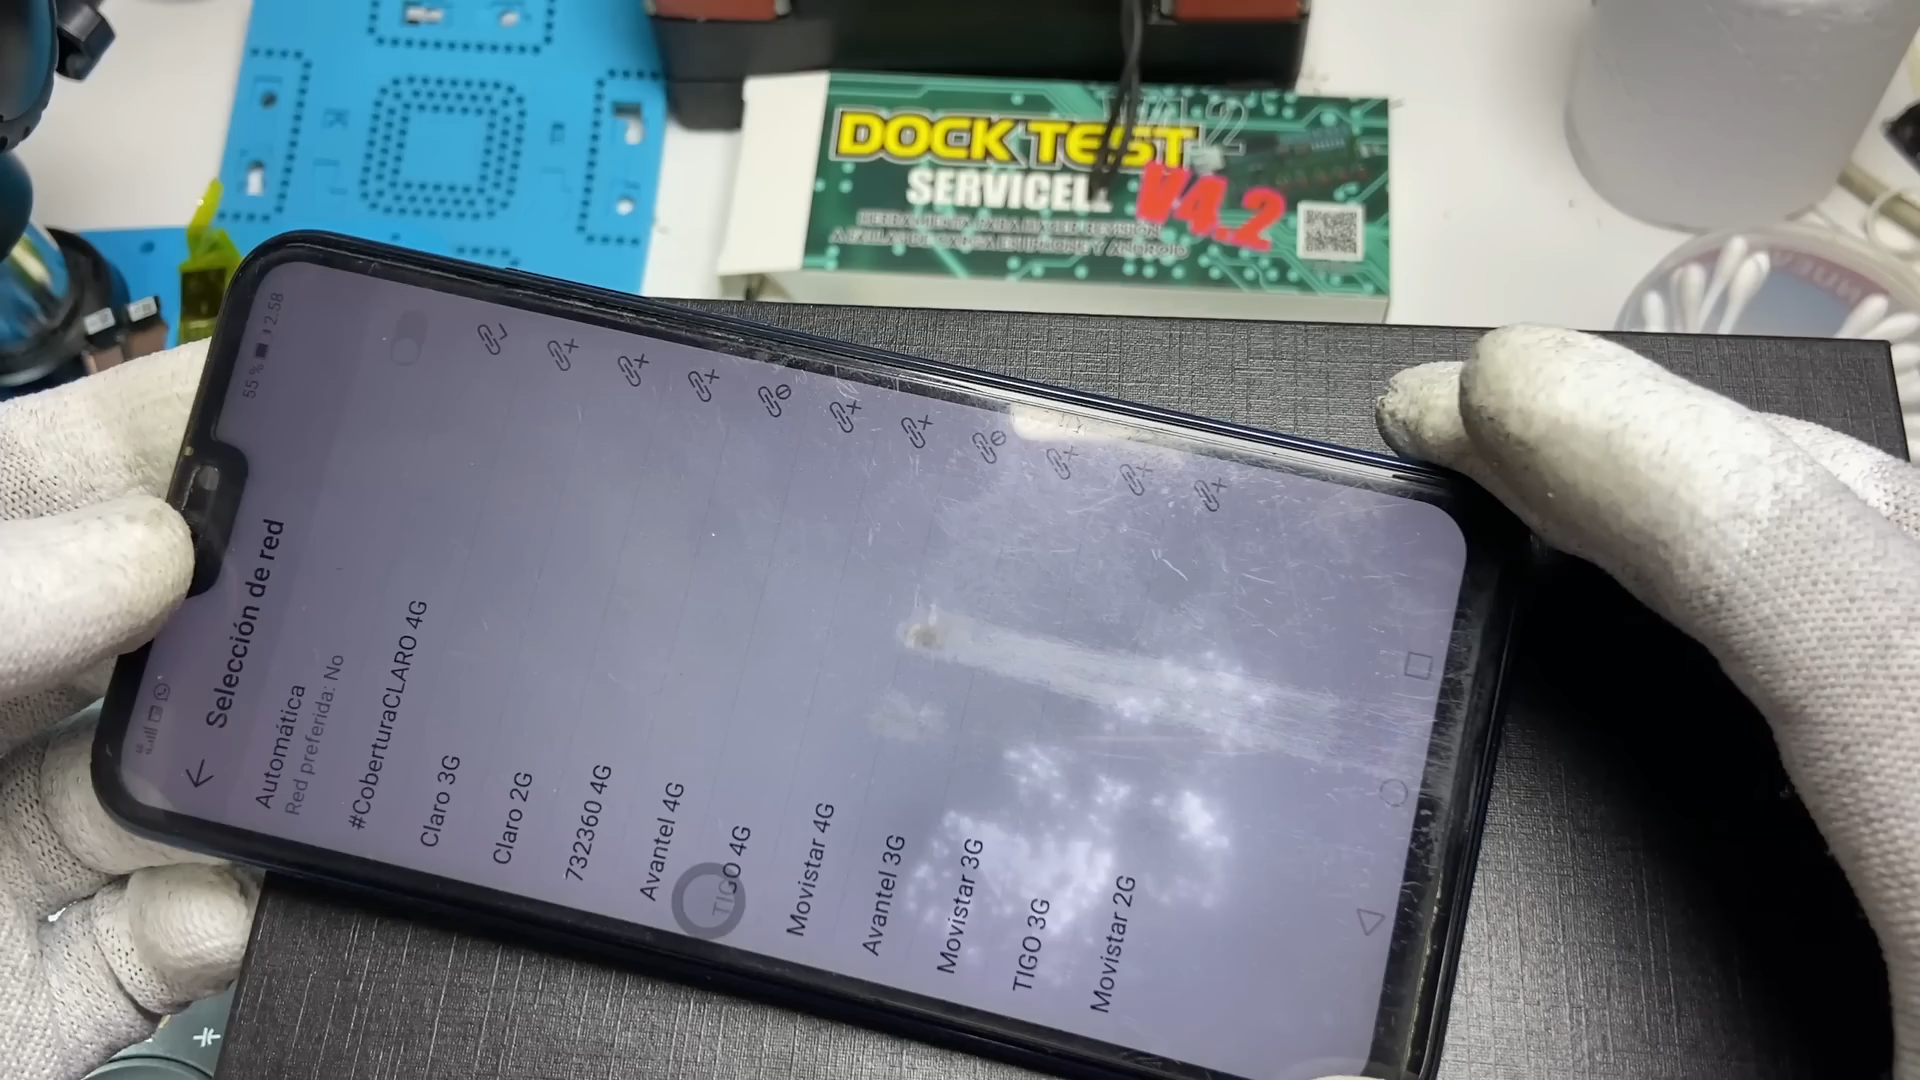 DOCK TEST
SERVICELL
V4.2
55 % 2:58
Selección de red
Automática
Red preferida: No
#CoberturaCLARO 4G
Claro 3G
Claro 2G
732360 4G
Avantel 4G
TIGO 4G
Movistar 4G
Avantel 3G
Movistar 3G
TIGO 3G
Movistar 2G